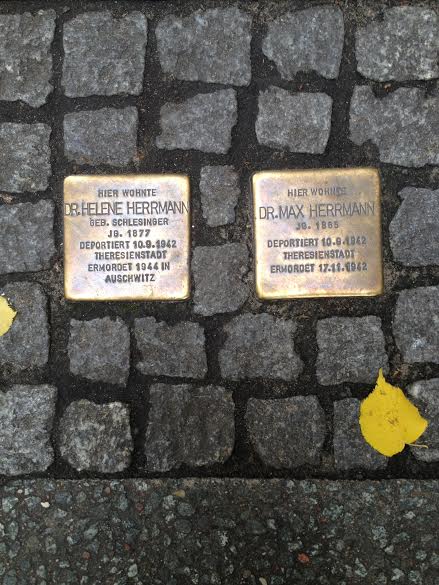 HIER WOHNTE
DR. HELENE HERRMANN
GEB. SCHLESINGER
JG. 1877
DEPORTIERT 10.9.1942
THERESIENSTADT
ERMORDET 1944 IN
AUSCHWITZ
HIER WOHNTE
DR. MAX HERRMANN
JG. 1865
DEPORTIERT 10.9.1942
THERESIENSTADT
ERMORDET 17.11.1942